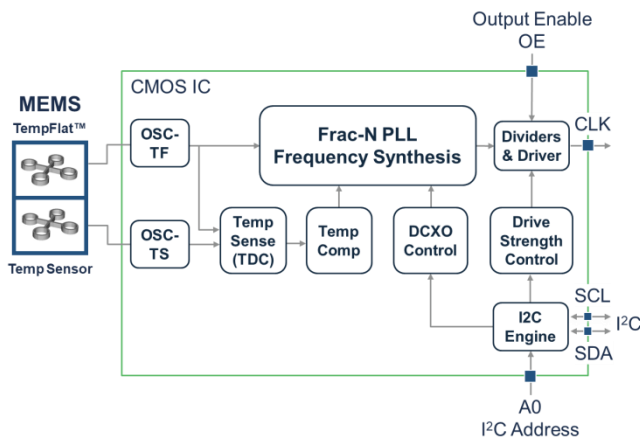 Output Enable
OE
CMOS IC
MEMS
TempFlat™
OSC-
TF
Frac-N PLL
Frequency Synthesis
Dividers
& Driver
CLK
OSC-
TS
Temp
Sense
(TDC)
Temp
Comp
DCXO
Control
Drive
Strength
Control
Temp Sensor
I2C
Engine
SCL
I²C
SDA
A0
I²C Address